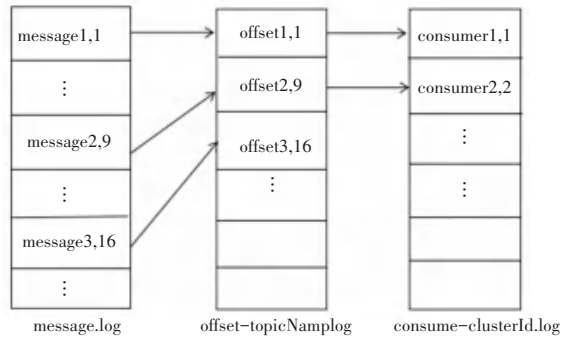 message1,1
⋮
message2,9
⋮
message3,16
⋮
message.log
offset1,1
offset2,9
offset3,16
⋮
offset-topicNamplog
consumer1,1
consumer2,2
⋮
⋮
consume-clusterId.log